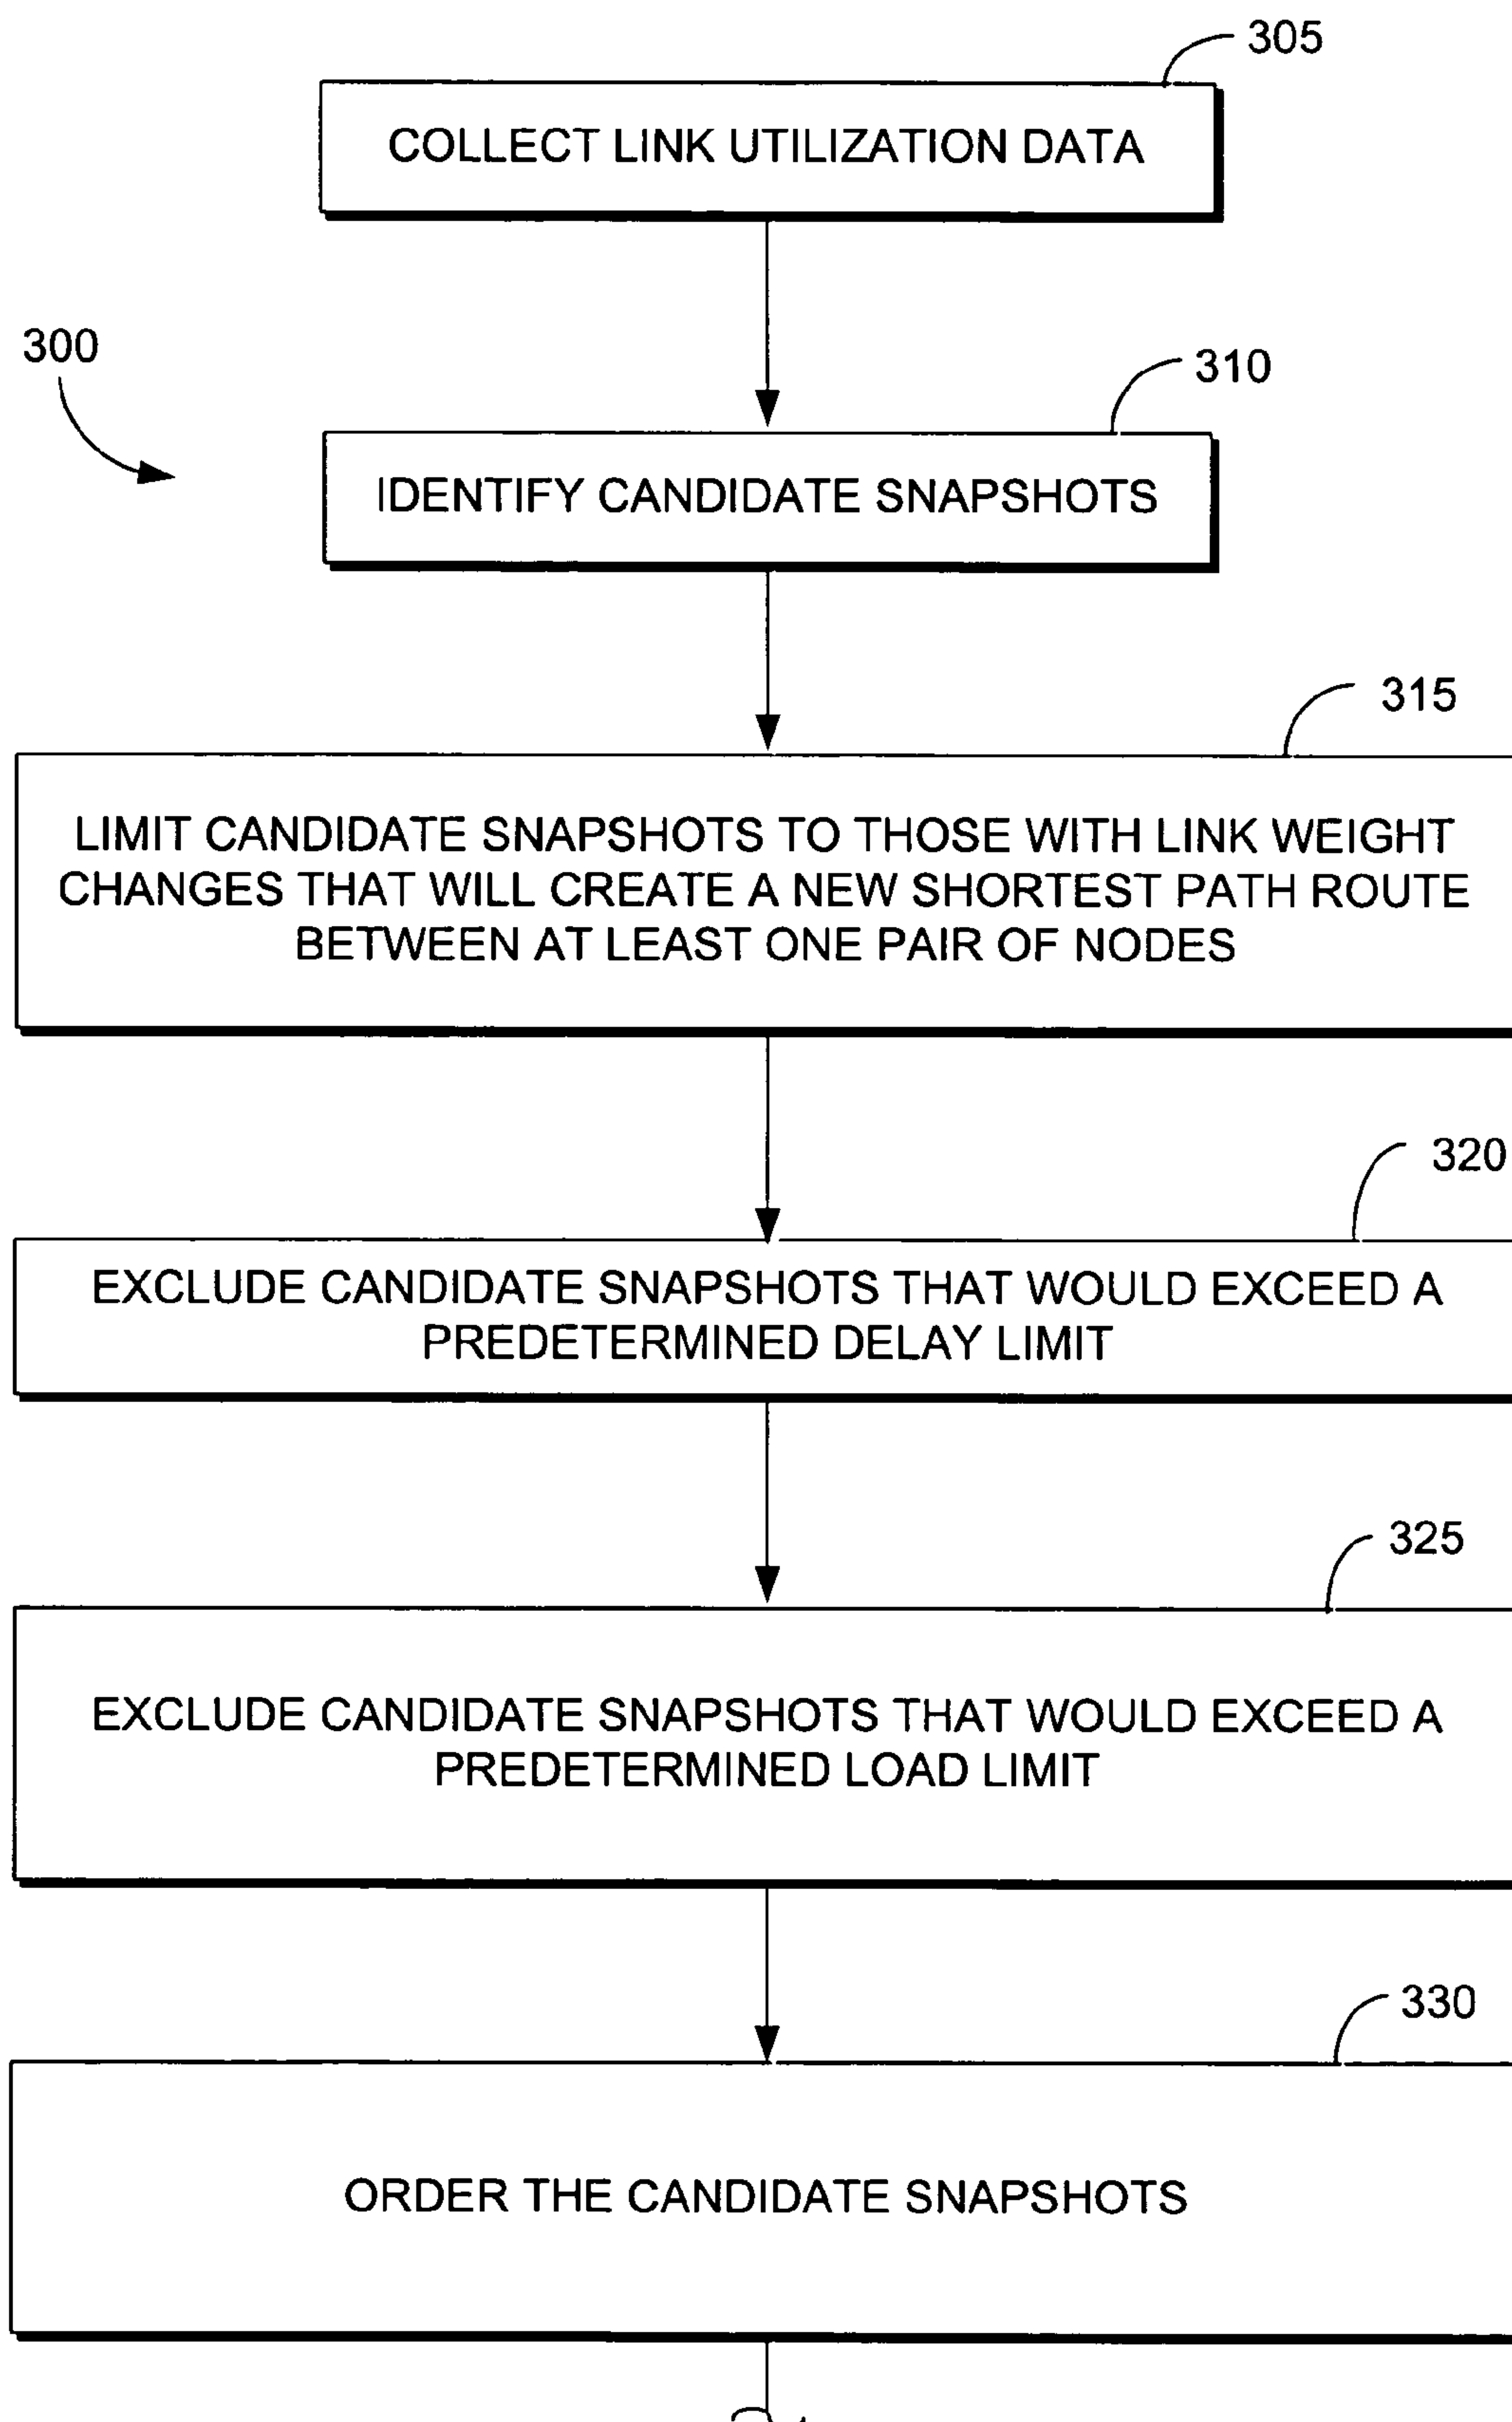 305
COLLECT LINK UTILIZATION DATA
300
310
IDENTIFY CANDIDATE SNAPSHOTS
315
LIMIT CANDIDATE SNAPSHOTS TO THOSE WITH LINK WEIGHT
CHANGES THAT WILL CREATE A NEW SHORTEST PATH ROUTE
BETWEEN AT LEAST ONE PAIR OF NODES
320
EXCLUDE CANDIDATE SNAPSHOTS THAT WOULD EXCEED A
PREDETERMINED DELAY LIMIT
325
EXCLUDE CANDIDATE SNAPSHOTS THAT WOULD EXCEED A
PREDETERMINED LOAD LIMIT
330
ORDER THE CANDIDATE SNAPSHOTS